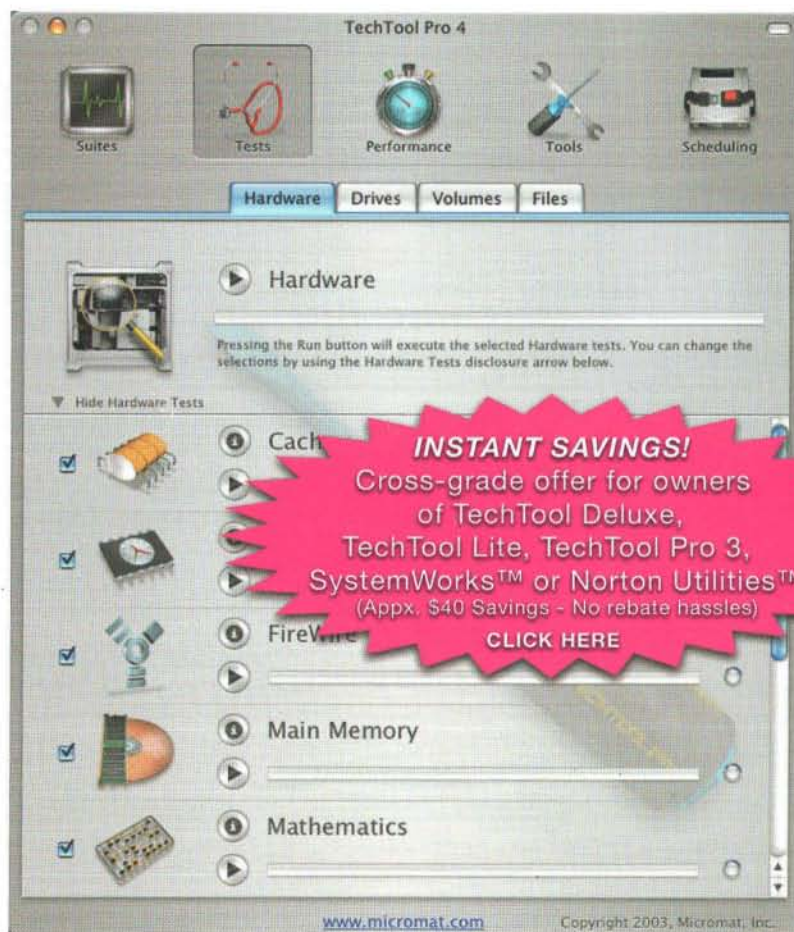 TechTool Pro 4
Suites
Tests
Performance
Tools
Scheduling
Hardware
Drives
Volumes
Files
Hardware
Pressing the Run button will execute the selected Hardware tests. You can change the
selections by using the Hardware Tests disclosure arrow below.
Hide Hardware Tests
Cach
INSTANT SAVINGS!
Cross-grade offer for owners
of TechTool Deluxe,
TechTool Lite, TechTool Pro 3,
SystemWorks™ or Norton Utilities™
(Appx. $40 Savings - No rebate hassles)
CLICK HERE
FireWire
Main Memory
Mathematics
www.micromat.com
Copyright 2003, Micromat, Inc.